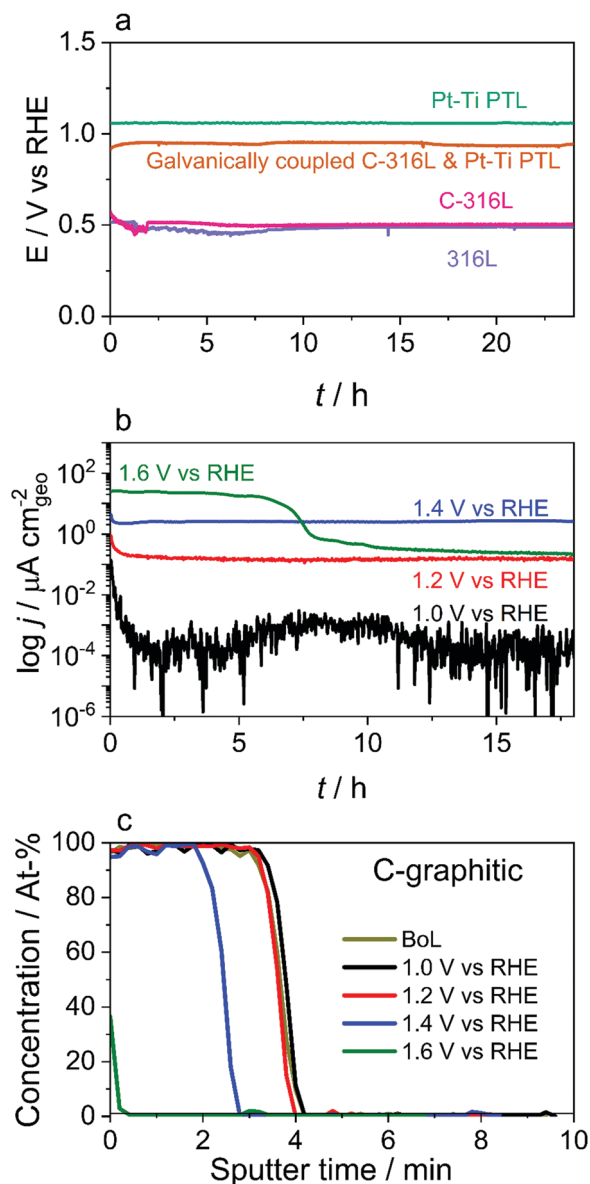 a
1.5
1.0
0.5
0.0
E / V vs RHE
Pt-Ti PTL
Galvanically coupled C-316L & Pt-Ti PTL
C-316L
316L
0
5
10
15
20
t / h
b
10²
10⁰
10⁻²
10⁻⁴
10⁻⁶
log j / μA cm⁻²geo
1.6 V vs RHE
1.4 V vs RHE
1.2 V vs RHE
1.0 V vs RHE
0
5
10
15
t / h
c
100
80
60
40
20
0
Concentration / At-%
C-graphitic
BoL
1.0 V vs RHE
1.2 V vs RHE
1.4 V vs RHE
1.6 V vs RHE
0
2
4
6
8
10
Sputter time / min